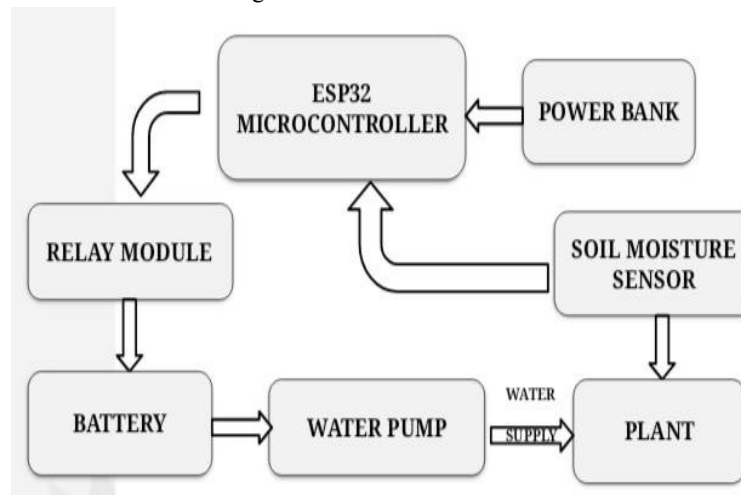 ESP32
MICROCONTROLLER
POWER BANK
RELAY MODULE
SOIL MOISTURE
SENSOR
BATTERY
WATER PUMP
WATER
SUPPLY
PLANT